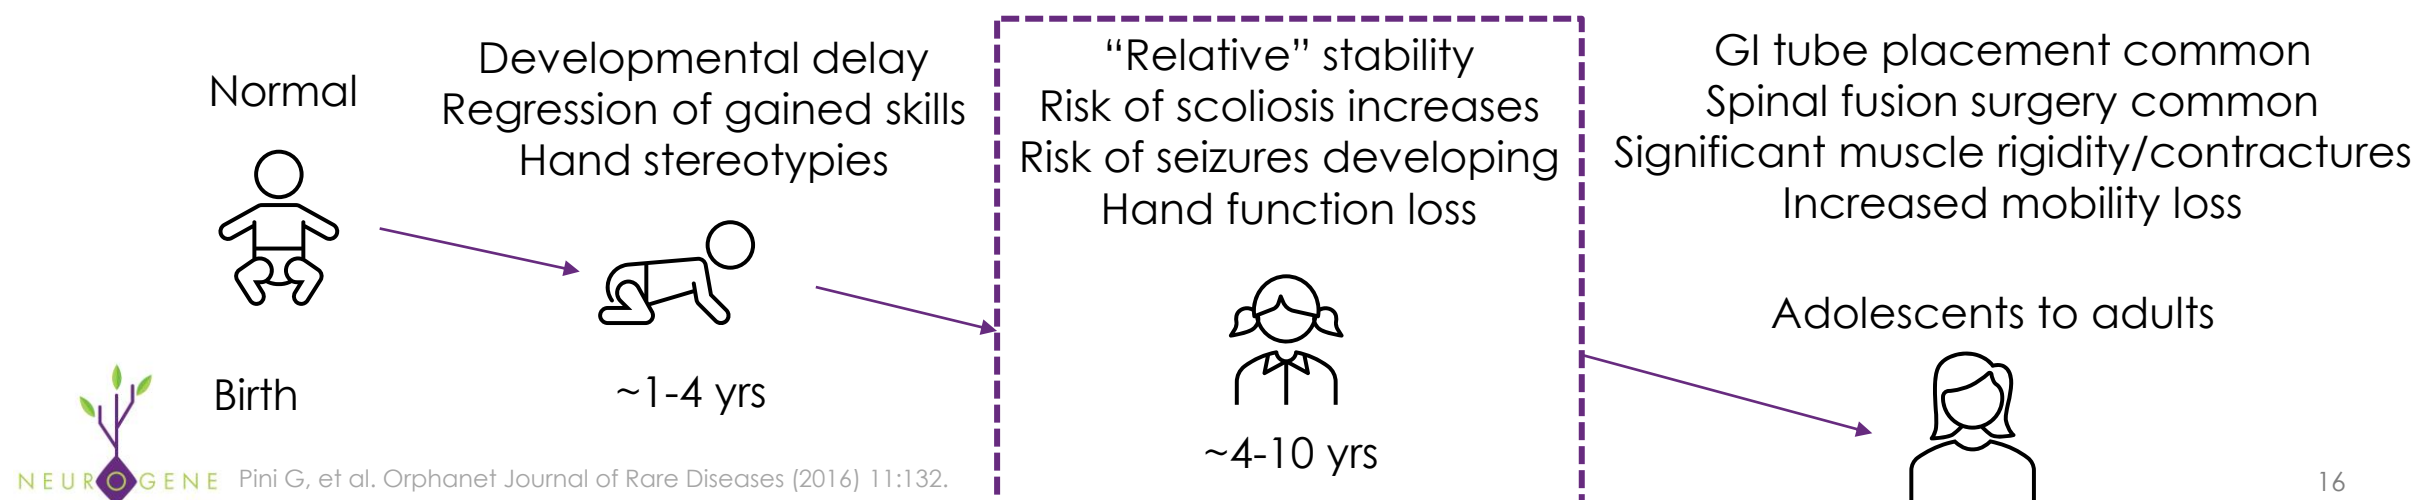 Normal
Birth
Developmental delay
Regression of gained skills
Hand stereotypies
~1-4 yrs
“Relative” stability
Risk of scoliosis increases
Risk of seizures developing
Hand function loss
~4-10 yrs
GI tube placement common
Spinal fusion surgery common
Significant muscle rigidity/contractures
Increased mobility loss
Adolescents to adults
NEUROGENE
Pini G, et al. Orphanet Journal of Rare Diseases (2016) 11:132.
16